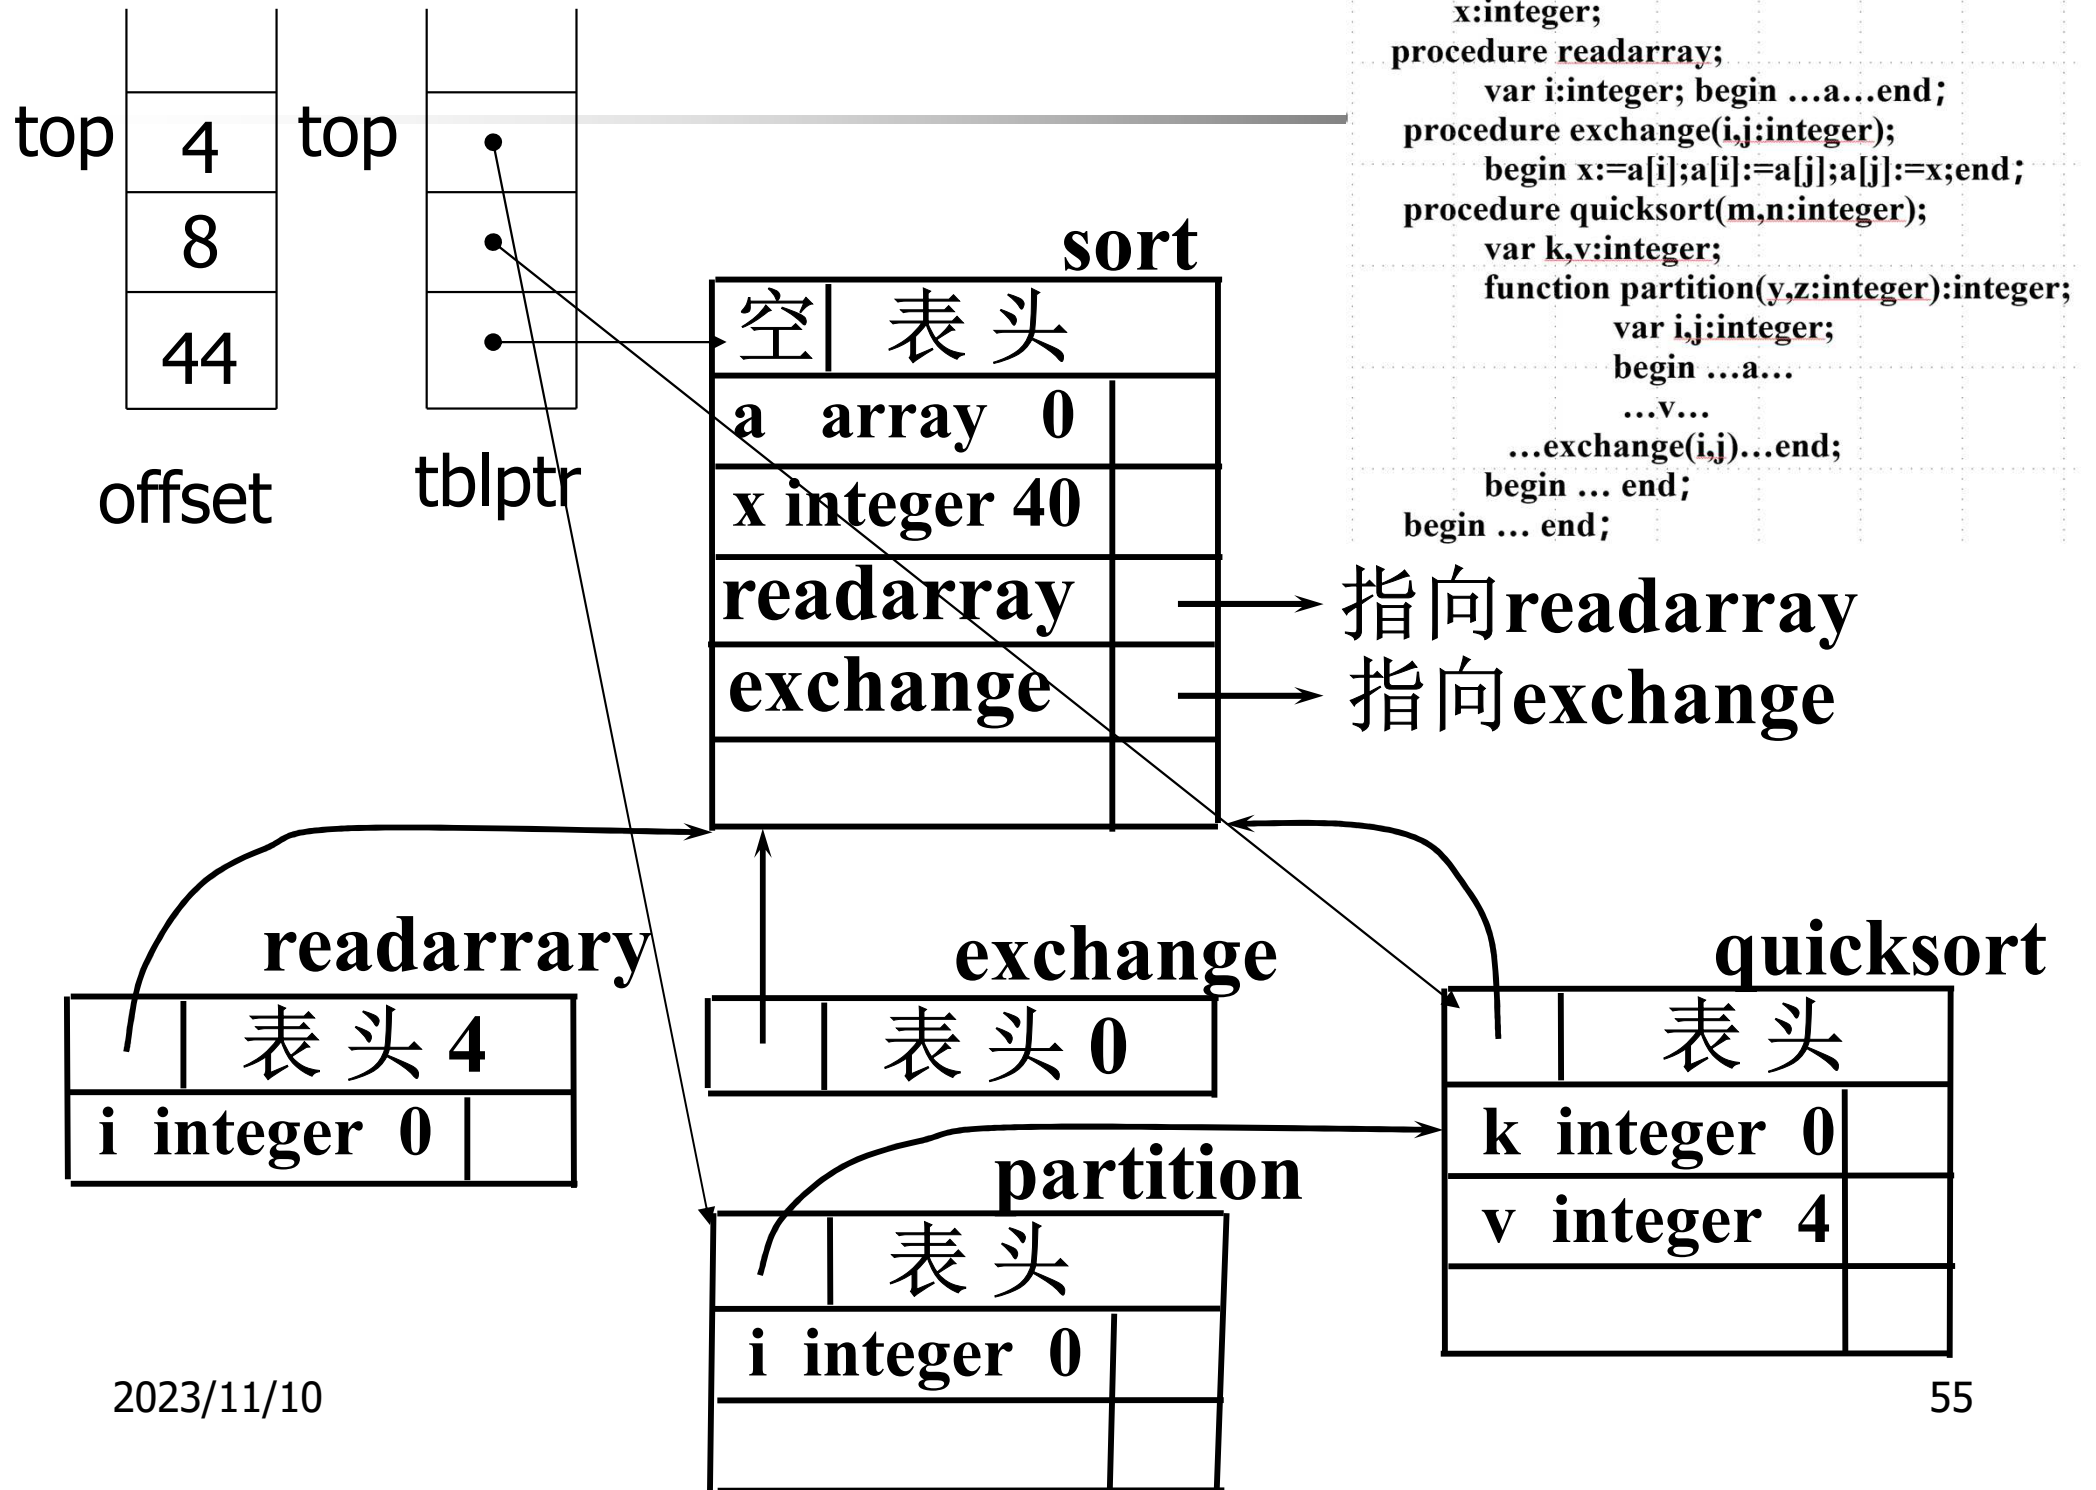 x:integer;
procedure readarray;
var i:integer; begin …a…end;
procedure exchange(i,j:integer);
begin x:=a[i];a[i]:=a[j];a[j]:=x;end;
procedure quicksort(m,n:integer);
var k,v:integer;
function partition(y,z:integer):integer;
var i,j:integer;
begin …a…
…v…
…exchange(i,j)…end;
begin … end;
begin … end;
top
4
8
44
offset
top
tblptr
sort
空 表 头
a array 0
x integer 40
readarray
指向readarray
exchange
指向exchange
readarrary
表 头 4
i integer 0
exchange
表 头 0
quicksort
表 头
k integer 0
v integer 4
partition
表 头
i integer 0
2023/11/10
55